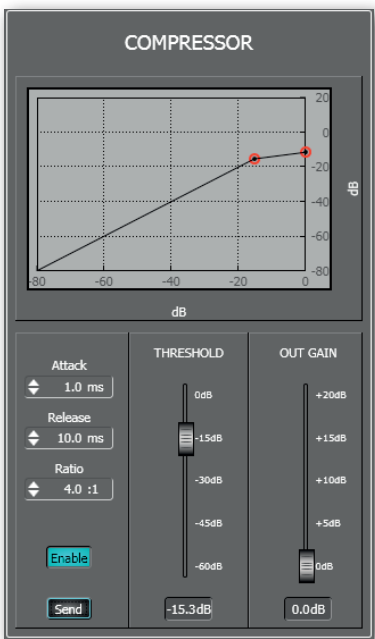 COMPRESSOR
20
0
-20
-40
-60
-80
dB
-80 -60 -40 -20 0
dB
Attack
1.0 ms
Release
10.0 ms
Ratio
4.0 :1
Enable
Send
THRESHOLD
0dB
-15dB
-30dB
-45dB
-60dB
-15.3dB
OUT GAIN
+20dB
+15dB
+10dB
+5dB
0dB
0.0dB